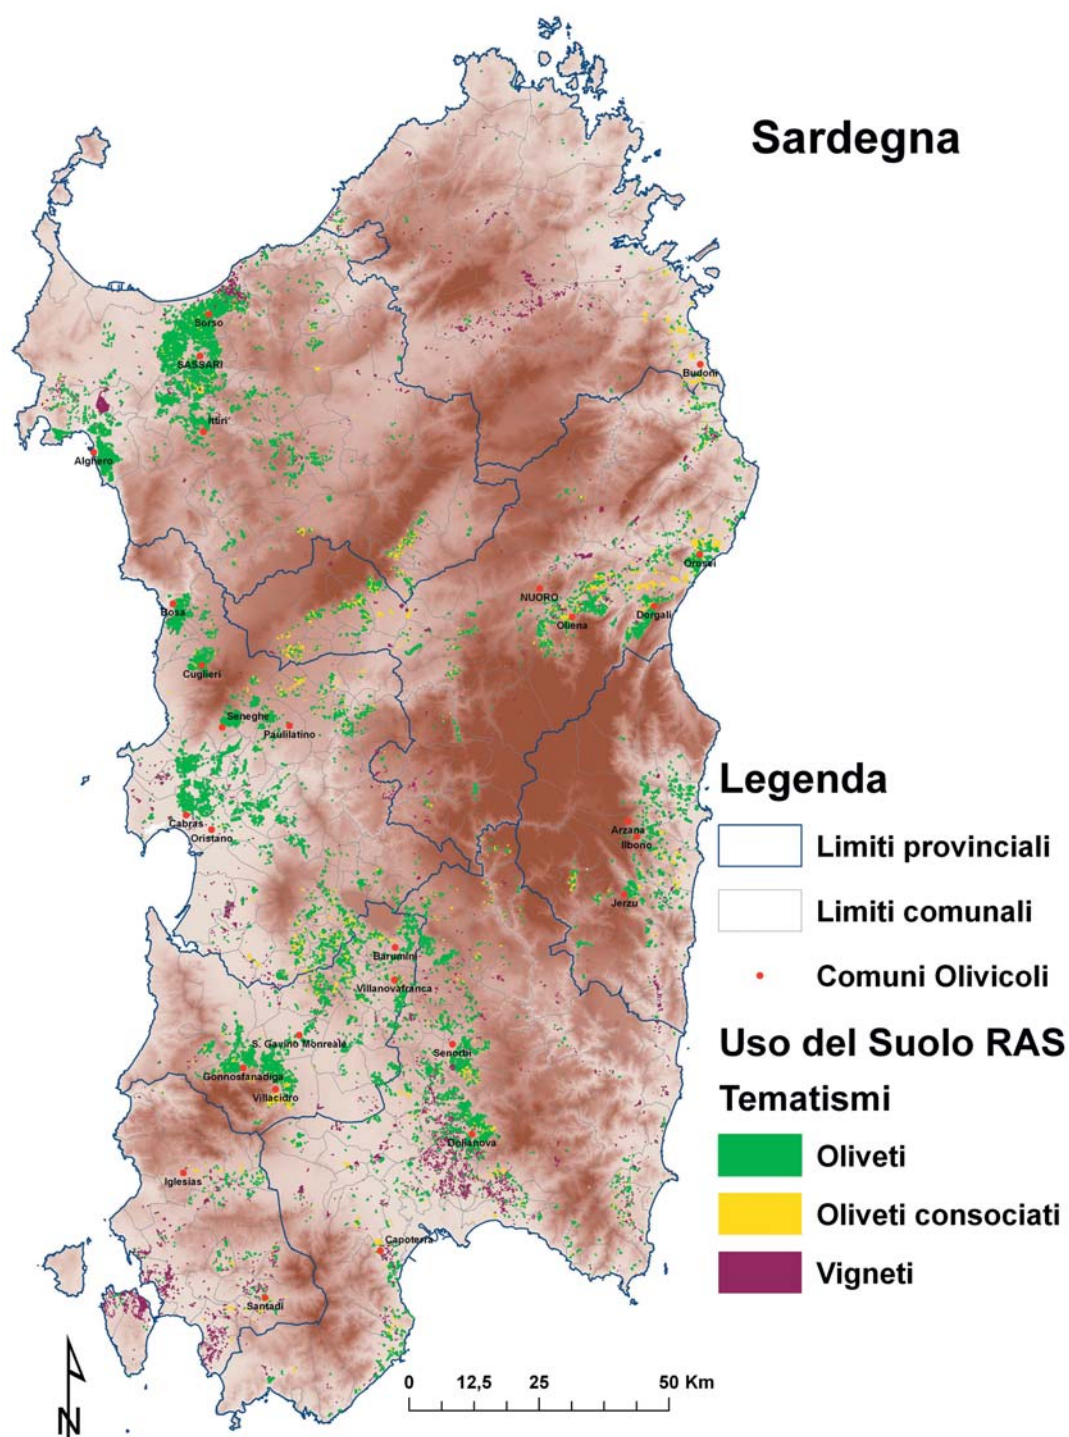 Sardegna
Sorso
SASSARI
Ittiri
Alghero
Budoni
Orosei
NUORO
Oliena
Dorgali
Bosa
Cuglieri
Seneghe
Paulilatino
Cabras
Oristano
Arzana
Ilbono
Jerzu
Barumini
Villanovafranca
S. Gavino Monreale
Senorbì
Gonnosfanadiga
Villacidro
Dolianova
Iglesias
Capoterra
Santadi
Legenda
Limiti provinciali
Limiti comunali
Comuni Olivicoli
Uso del Suolo RAS
Tematismi
Oliveti
Oliveti consociati
Vigneti
0 12,5 25 50 Km
N